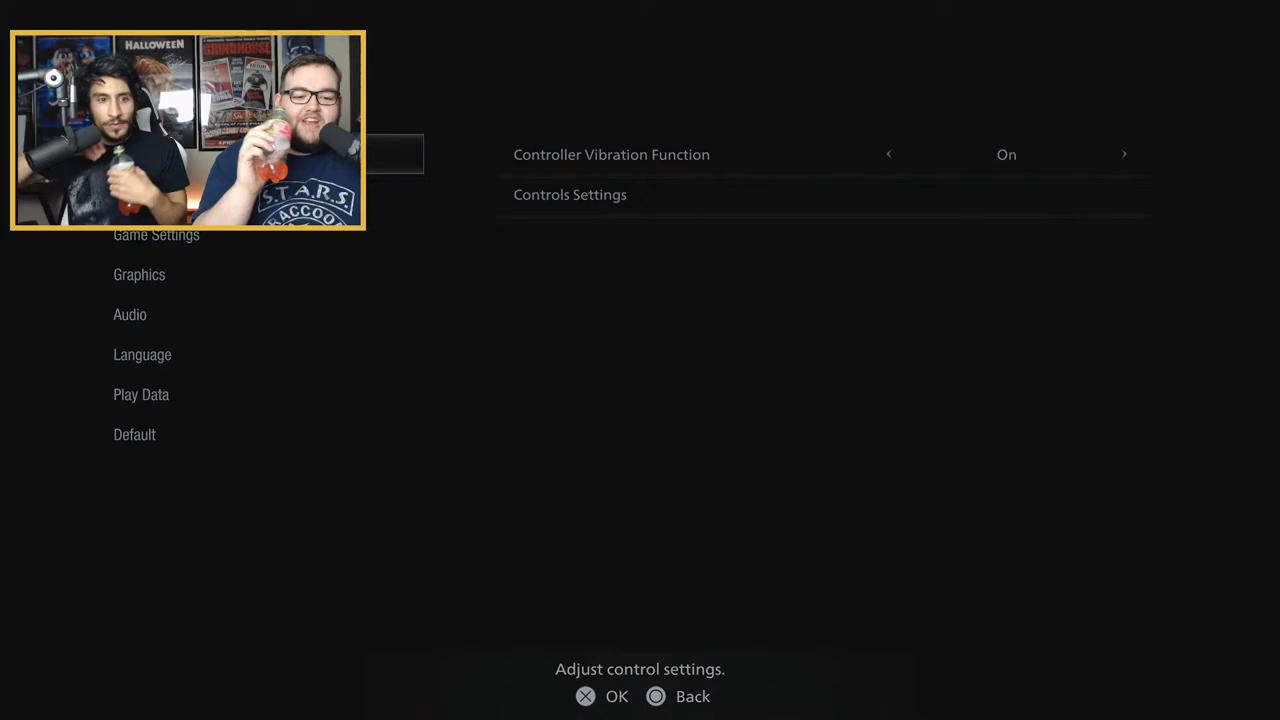 HALLOWEEN
GRINDHOUSE
S.T.A.R.S.
RACCOON
Controller Vibration Function
On
Controls Settings
Game Settings
Graphics
Audio
Language
Play Data
Default
Adjust control settings.
OK
Back